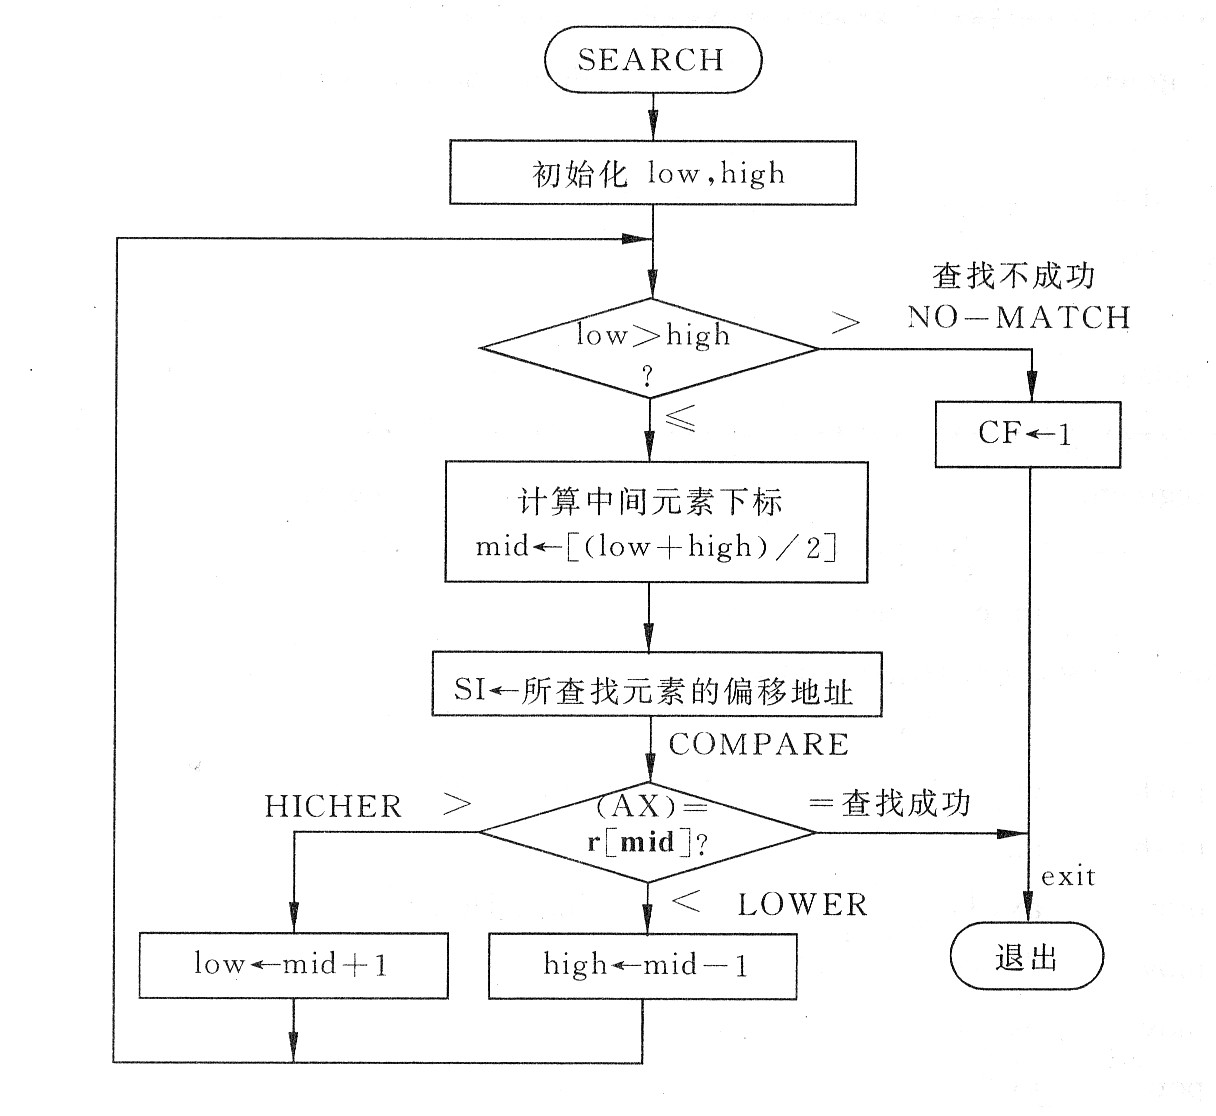 SEARCH
初始化 low,high
查找不成功
NO－MATCH
low>high
?
>
≤
CF←1
计算中间元素下标
mid←[(low＋high)／2]
SI←所查找元素的偏移地址
COMPARE
HICHER >
(AX)=
r[mid]?
=查找成功
< LOWER
exit
low←mid＋1
high←mid－1
退出